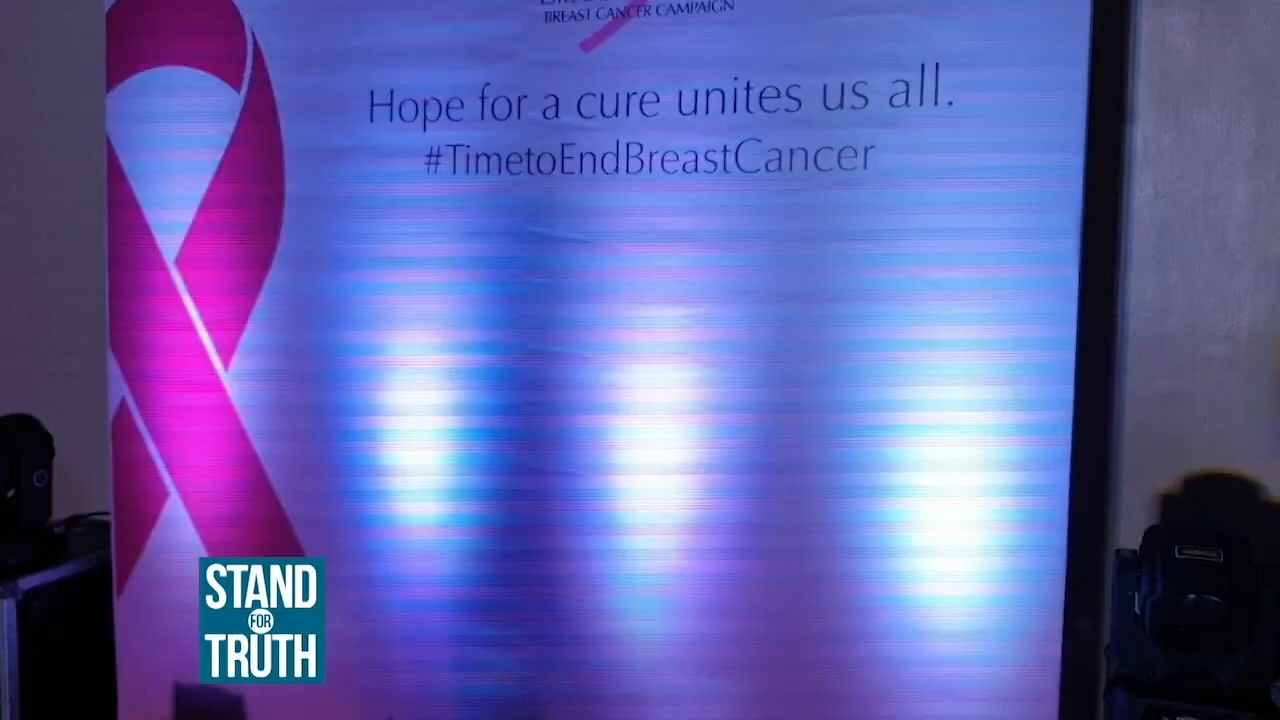 BREAST CANCER CAMPAIGN
Hope for a cure unites us all.
#TimetoEndBreastCancer
STAND
FOR
TRUTH